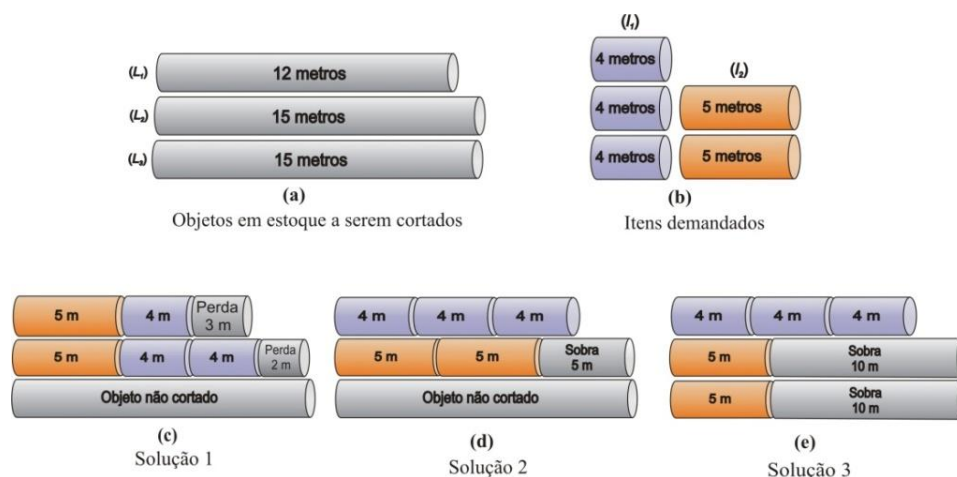 (l₁)
(L₁) 12 metros
4 metros
(l₂)
(L₂) 15 metros
4 metros 5 metros
(L₃) 15 metros
4 metros 5 metros
(a)
Objetos em estoque a serem cortados
(b)
Itens demandados
5 m 4 m Perda 3 m
5 m 4 m 4 m Perda 2 m
Objeto não cortado
(c)
Solução 1
4 m 4 m 4 m
5 m 5 m Sobra 5 m
Objeto não cortado
(d)
Solução 2
4 m 4 m 4 m
5 m Sobra 10 m
5 m Sobra 10 m
(e)
Solução 3